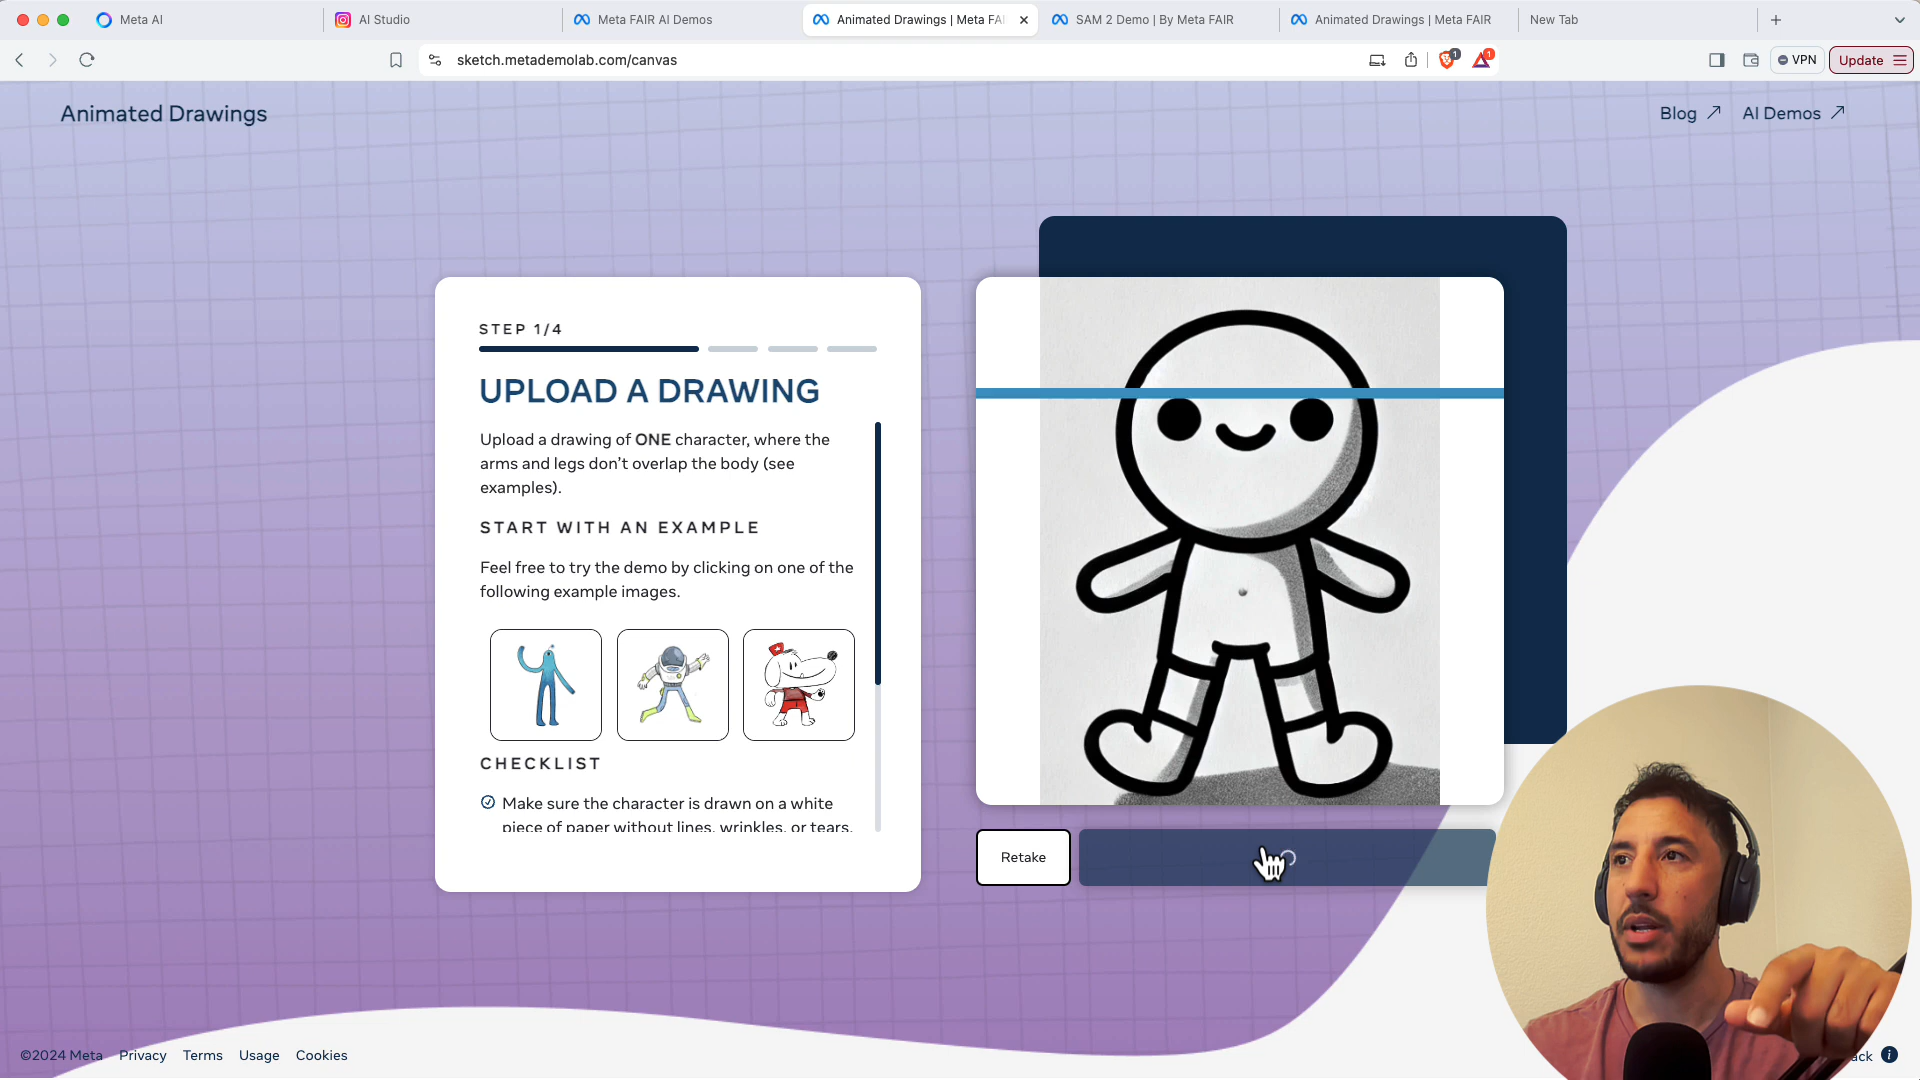 Meta AI
AI Studio
Meta FAIR AI Demos
Animated Drawings | Meta FA
SAM 2 Demo | By Meta FAIR
Animated Drawings | Meta FAIR
New Tab
sketch.metademolab.com/canvas
1
1
VPN
Update
Animated Drawings
Blog
AI Demos
STEP 1/4
UPLOAD A DRAWING
Upload a drawing of ONE character, where the
arms and legs don’t overlap the body (see
examples).
START WITH AN EXAMPLE
Feel free to try the demo by clicking on one of the
following example images.
CHECKLIST
Make sure the character is drawn on a white
piece of paper without lines, wrinkles, or tears.
Retake
©2024 Meta
Privacy
Terms
Usage
Cookies
ack